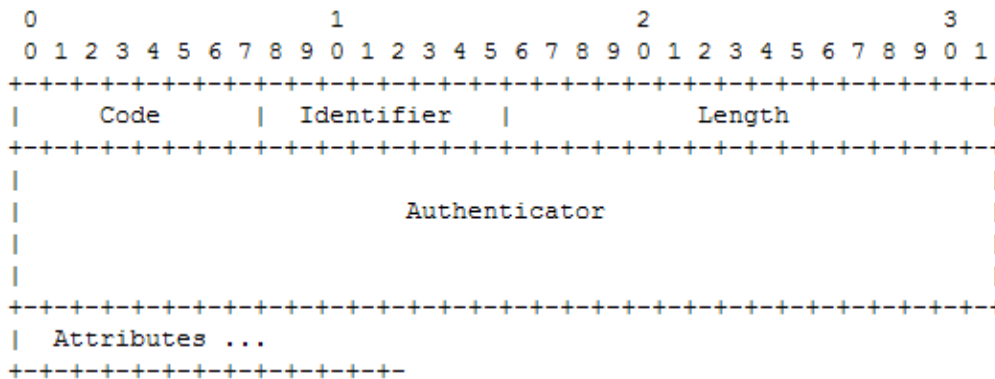 0                   1                   2                   3
0 1 2 3 4 5 6 7 8 9 0 1 2 3 4 5 6 7 8 9 0 1 2 3 4 5 6 7 8 9 0 1
+-+-+-+-+-+-+-+-+-+-+-+-+-+-+-+-+-+-+-+-+-+-+-+-+-+-+-+-+-+-+-+-+
|     Code      |  Identifier   |            Length             |
+-+-+-+-+-+-+-+-+-+-+-+-+-+-+-+-+-+-+-+-+-+-+-+-+-+-+-+-+-+-+-+-+
|                                                               |
|                         Authenticator                         |
|                                                               |
|                                                               |
+-+-+-+-+-+-+-+-+-+-+-+-+-+-+-+-+-+-+-+-+-+-+-+-+-+-+-+-+-+-+-+-+
|  Attributes ...
+-+-+-+-+-+-+-+-+-+-+-+-+-